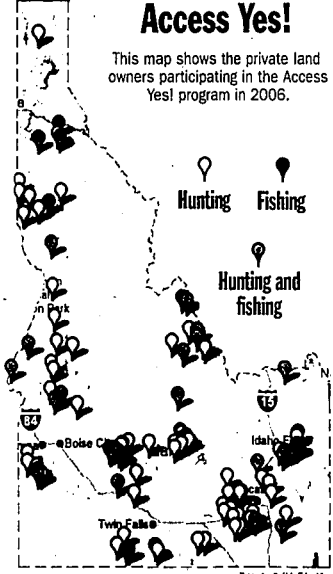 Access Yes!
This map shows the private land
owners participating in the Access
Yes! program in 2006.
Hunting
Fishing
Hunting and
fishing
Park
N
15
84
Boise
Idaho
Twin Falls